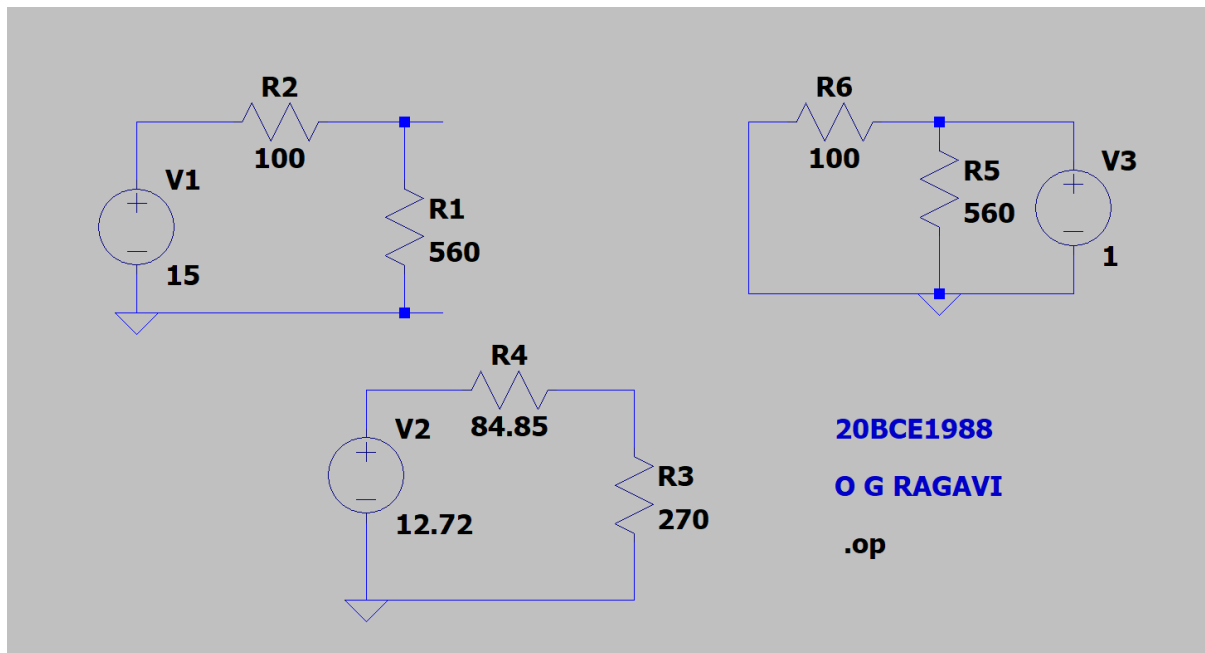 R2
100
V1
15
R1
560
R6
100
R5
560
V3
1
R4
84.85
V2
12.72
R3
270
20BCE1988
O G RAGAVI
.op